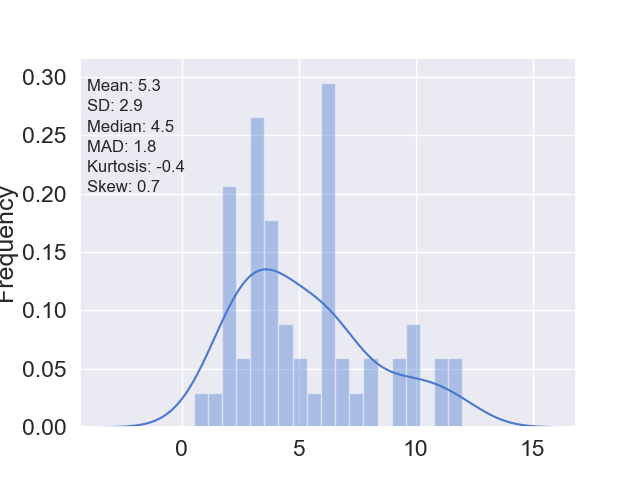 0.30
0.25
0.20
0.15
0.10
0.05
0.00
Frequency
Mean: 5.3
SD: 2.9
Median: 4.5
MAD: 1.8
Kurtosis: -0.4
Skew: 0.7
0 5 10 15